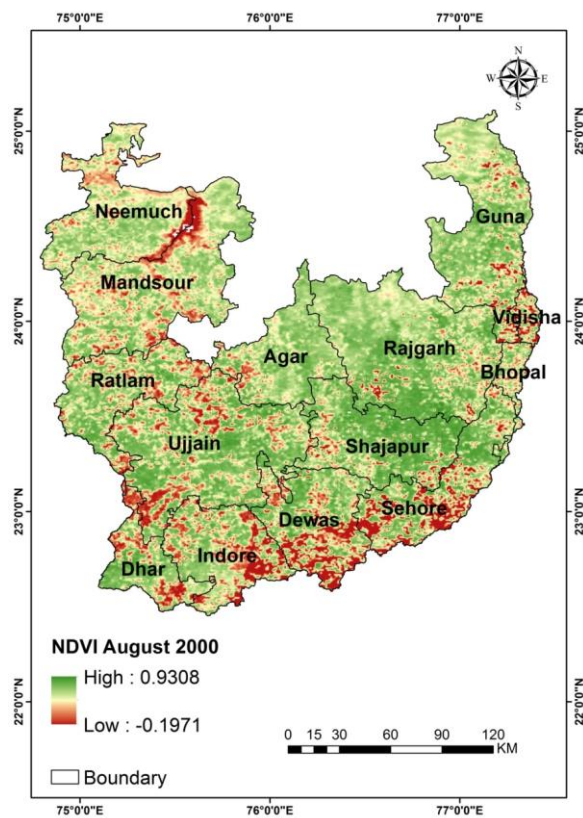 75°0'0"E 76°0'0"E 77°0'0"E
N
W E
S
25°0'0"N 25°0'0"N
Neemuch
Guna
Mandsour
24°0'0"N 24°0'0"N
Vidisha
Agar
Rajgarh
Bhopal
Ratlam
Ujjain
Shajapur
23°0'0"N 23°0'0"N
Dewas
Sehore
Indore
Dhar
NDVI August 2000
High : 0.9308
Low : -0.1971
22°0'0"N 22°0'0"N
0 15 30 60 90 120
KM
Boundary
75°0'0"E 76°0'0"E 77°0'0"E